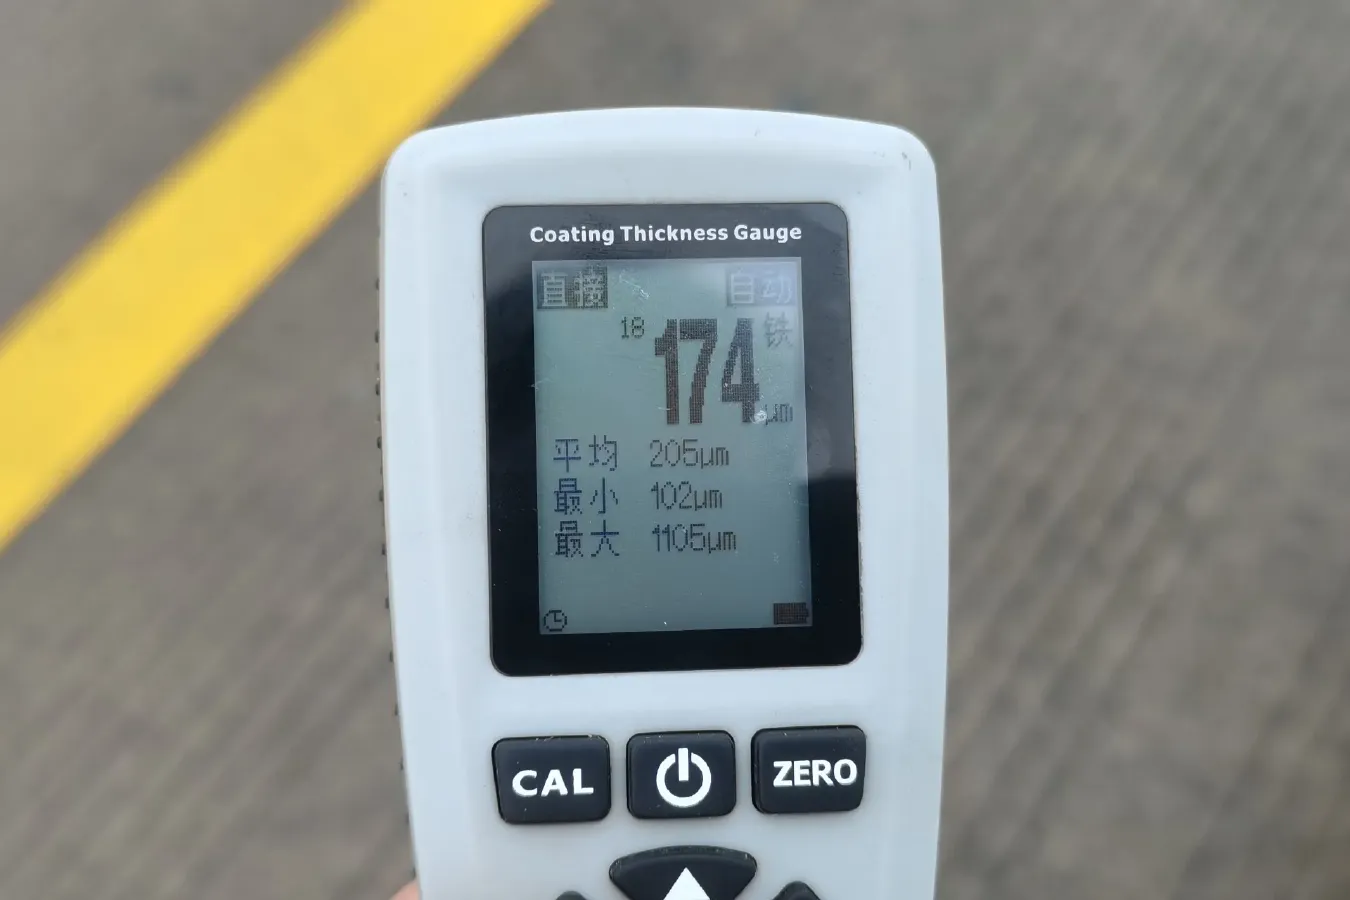 Coating Thickness Gauge
直接 自动
18 174 μm 铁
平均 205μm
最小 102μm
最大 1105μm
CAL ZERO